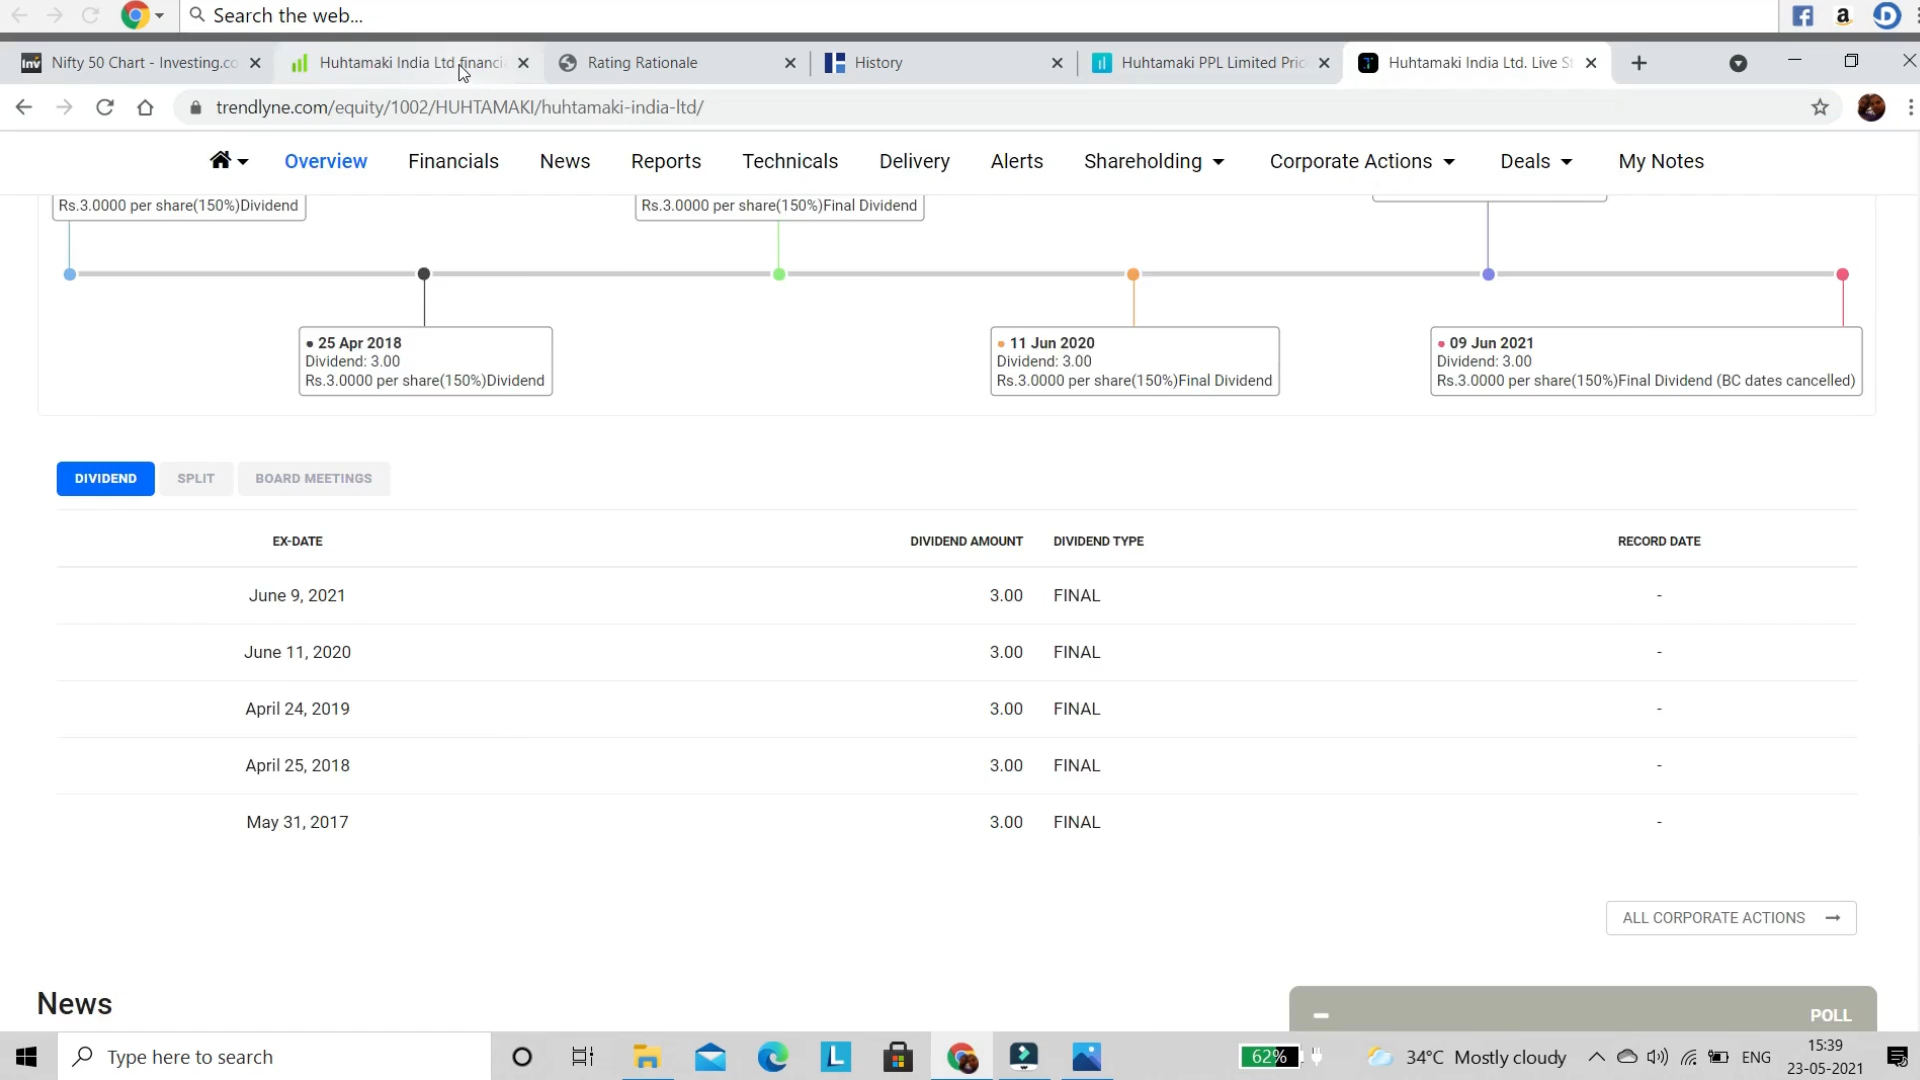 Search the web...
Nifty 50 Chart - Investing.co
Huhtamaki India Ltd financi
Rating Rationale
History
Huhtamaki PPL Limited Pric
Huhtamaki India Ltd. Live St
trendlyne.com/equity/1002/HUHTAMAKI/huhtamaki-india-ltd/
Overview
Financials
News
Reports
Technicals
Delivery
Alerts
Shareholding
Corporate Actions
Deals
My Notes
Rs.3.0000 per share(150%)Dividend
Rs.3.0000 per share(150%)Final Dividend
25 Apr 2018
Dividend: 3.00
Rs.3.0000 per share(150%)Dividend
11 Jun 2020
Dividend: 3.00
Rs.3.0000 per share(150%)Final Dividend
09 Jun 2021
Dividend: 3.00
Rs.3.0000 per share(150%)Final Dividend (BC dates cancelled)
DIVIDEND SPLIT BOARD MEETINGS
EX-DATE DIVIDEND AMOUNT DIVIDEND TYPE RECORD DATE
June 9, 2021 3.00 FINAL -
June 11, 2020 3.00 FINAL -
April 24, 2019 3.00 FINAL -
April 25, 2018 3.00 FINAL -
May 31, 2017 3.00 FINAL -
ALL CORPORATE ACTIONS
News
POLL
Type here to search
62%
34°C Mostly cloudy
ENG
15:39
23-05-2021